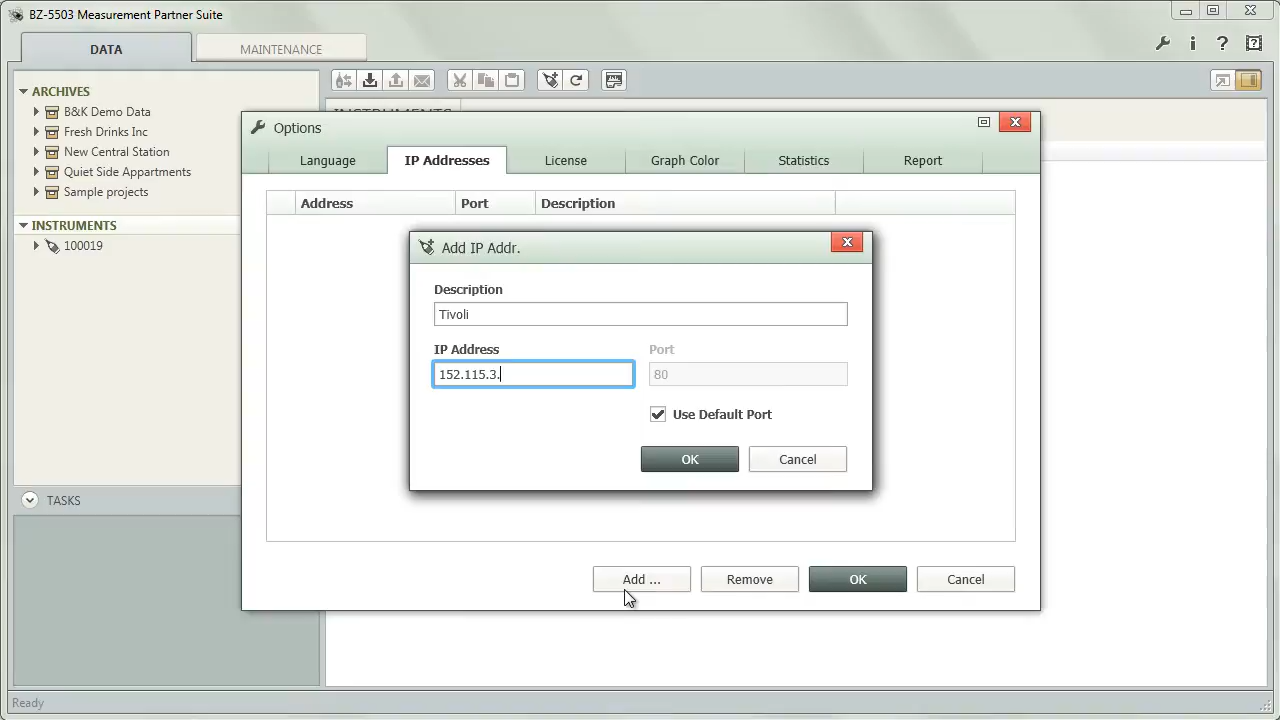 BZ-5503 Measurement Partner Suite
DATA
MAINTENANCE
ARCHIVES
B&K Demo Data
Fresh Drinks Inc
New Central Station
Quiet Side Appartments
Sample projects
INSTRUMENTS
100019
TASKS
Options
Language
IP Addresses
License
Graph Color
Statistics
Report
Address
Port
Description
Add IP Addr.
Description
Tivoli
IP Address
Port
152.115.3.
80
Use Default Port
OK
Cancel
Add ...
Remove
OK
Cancel
Ready